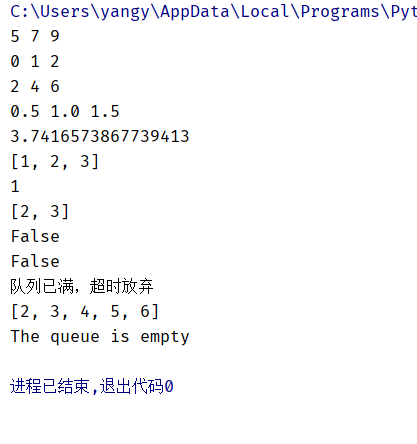 C:\Users\yangy\AppData\Local\Programs\Pyt
5 7 9
0 1 2
2 4 6
0.5 1.0 1.5
3.7416573867739413
[1, 2, 3]
1
[2, 3]
False
False
队列已满，超时放弃
[2, 3, 4, 5, 6]
The queue is empty
进程已结束,退出代码0